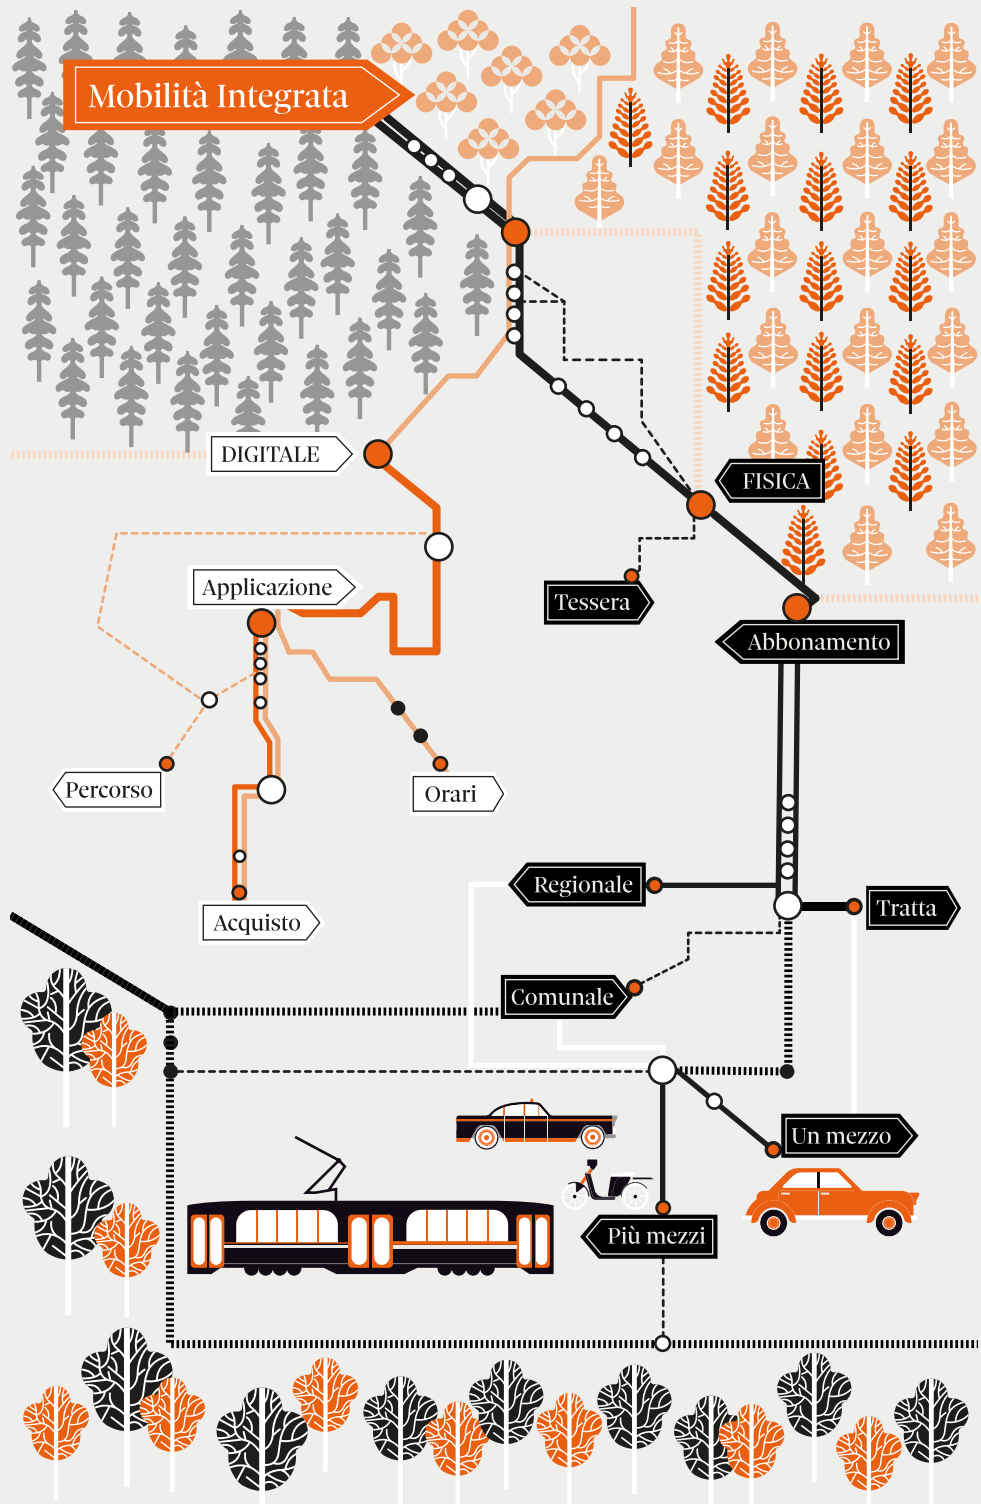 Mobilità Integrata
DIGITALE
FISICA
Applicazione
Tessera
Abbonamento
Percorso
Orari
Regionale
Tratta
Acquisto
Comunale
Un mezzo
Più mezzi